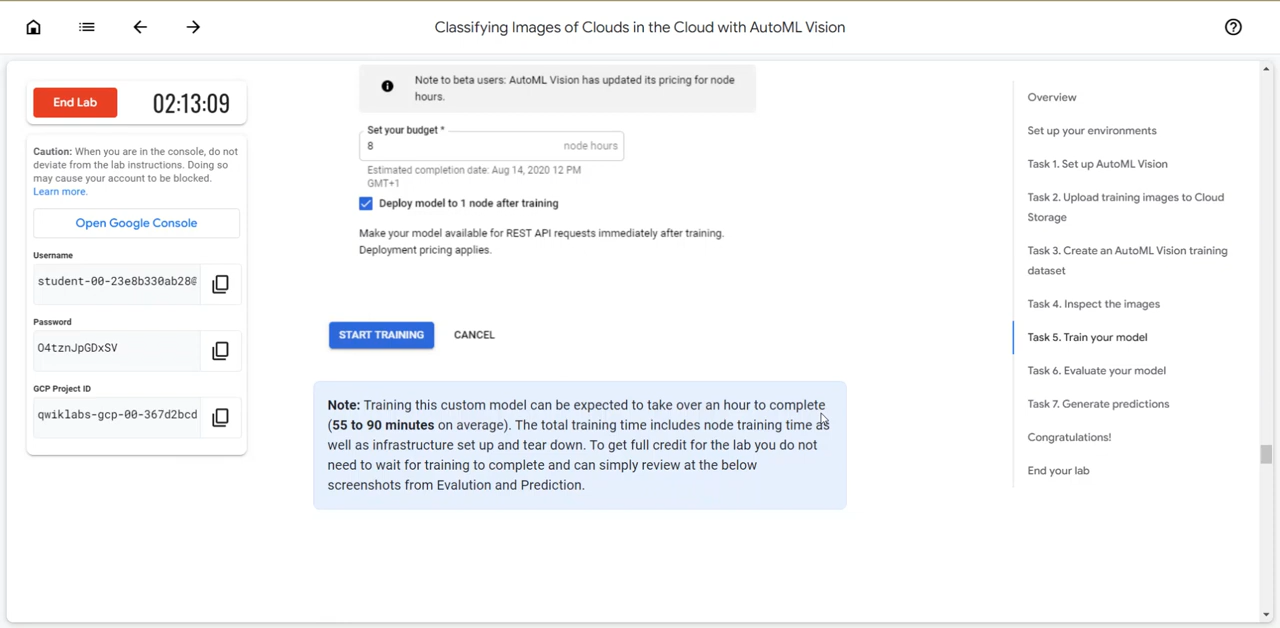 Classifying Images of Clouds in the Cloud with AutoML Vision
End Lab
02:13:09
Caution: When you are in the console, do not
deviate from the lab instructions. Doing so
may cause your account to be blocked.
Learn more.
Open Google Console
Username
student-00-23e8b330ab28@
Password
O4tznJpGDxSV
GCP Project ID
qwiklabs-gcp-00-367d2bcd
Note to beta users: AutoML Vision has updated its pricing for node
hours.
Set your budget *
8 node hours
Estimated completion date: Aug 14, 2020 12 PM
GMT+1
Deploy model to 1 node after training
Make your model available for REST API requests immediately after training.
Deployment pricing applies.
START TRAINING CANCEL
Note: Training this custom model can be expected to take over an hour to complete
(55 to 90 minutes on average). The total training time includes node training time as
well as infrastructure set up and tear down. To get full credit for the lab you do not
need to wait for training to complete and can simply review at the below
screenshots from Evalution and Prediction.
Overview
Set up your environments
Task 1. Set up AutoML Vision
Task 2. Upload training images to Cloud
Storage
Task 3. Create an AutoML Vision training
dataset
Task 4. Inspect the images
Task 5. Train your model
Task 6. Evaluate your model
Task 7. Generate predictions
Congratulations!
End your lab